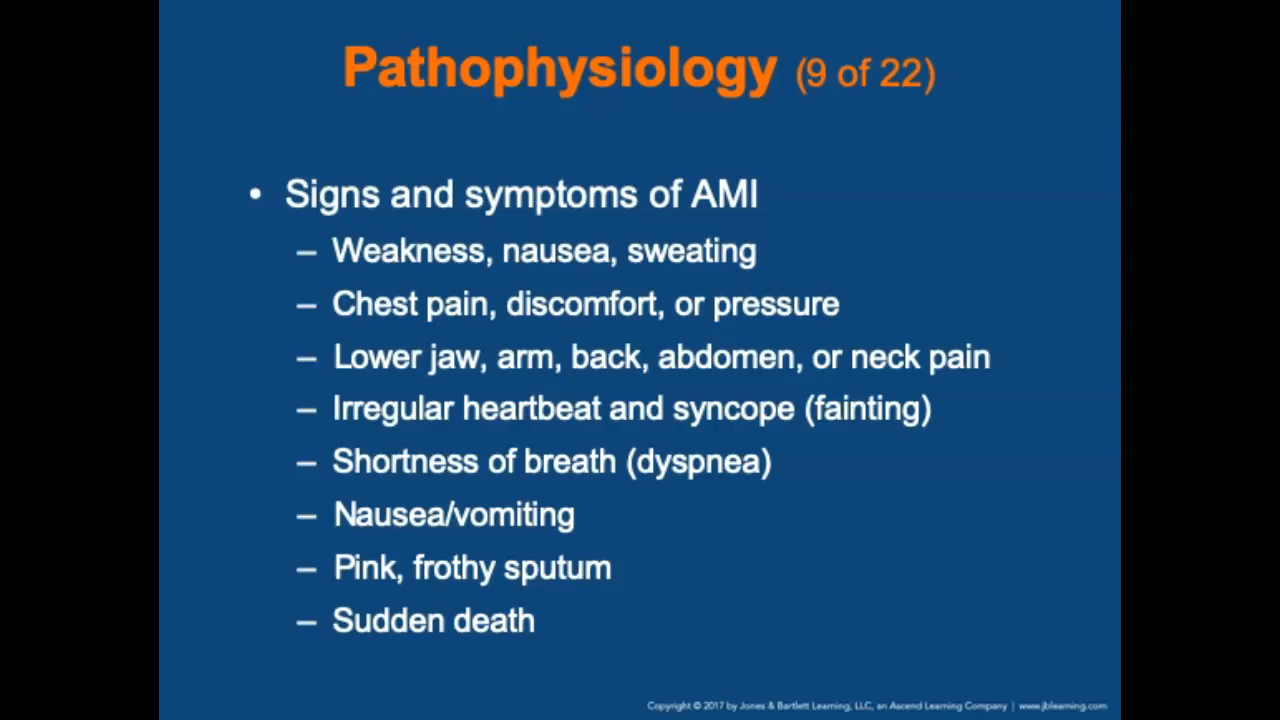 Pathophysiology (9 of 22)
• Signs and symptoms of AMI
– Weakness, nausea, sweating
– Chest pain, discomfort, or pressure
– Lower jaw, arm, back, abdomen, or neck pain
– Irregular heartbeat and syncope (fainting)
– Shortness of breath (dyspnea)
– Nausea/vomiting
– Pink, frothy sputum
– Sudden death
Copyright © 2017 by Jones & Bartlett Learning, LLC, an Ascend Learning Company | www.jblearning.com